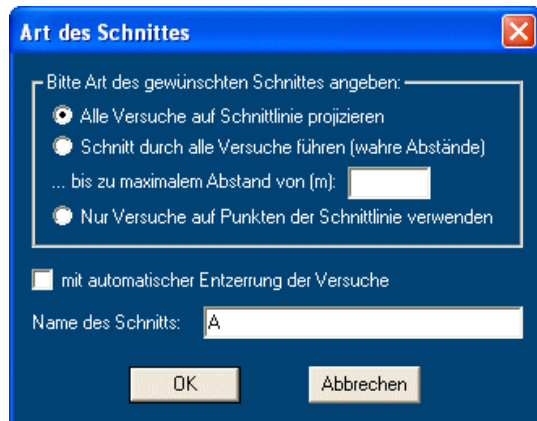 Art des Schnittes
Bitte Art des gewünschten Schnittes angeben:
Alle Versuche auf Schnittlinie projizieren
Schnitt durch alle Versuche führen (wahre Abstände)
... bis zu maximalem Abstand von (m):
Nur Versuche auf Punkten der Schnittlinie verwenden
mit automatischer Entzerrung der Versuche
Name des Schnitts: A
OK Abbrechen